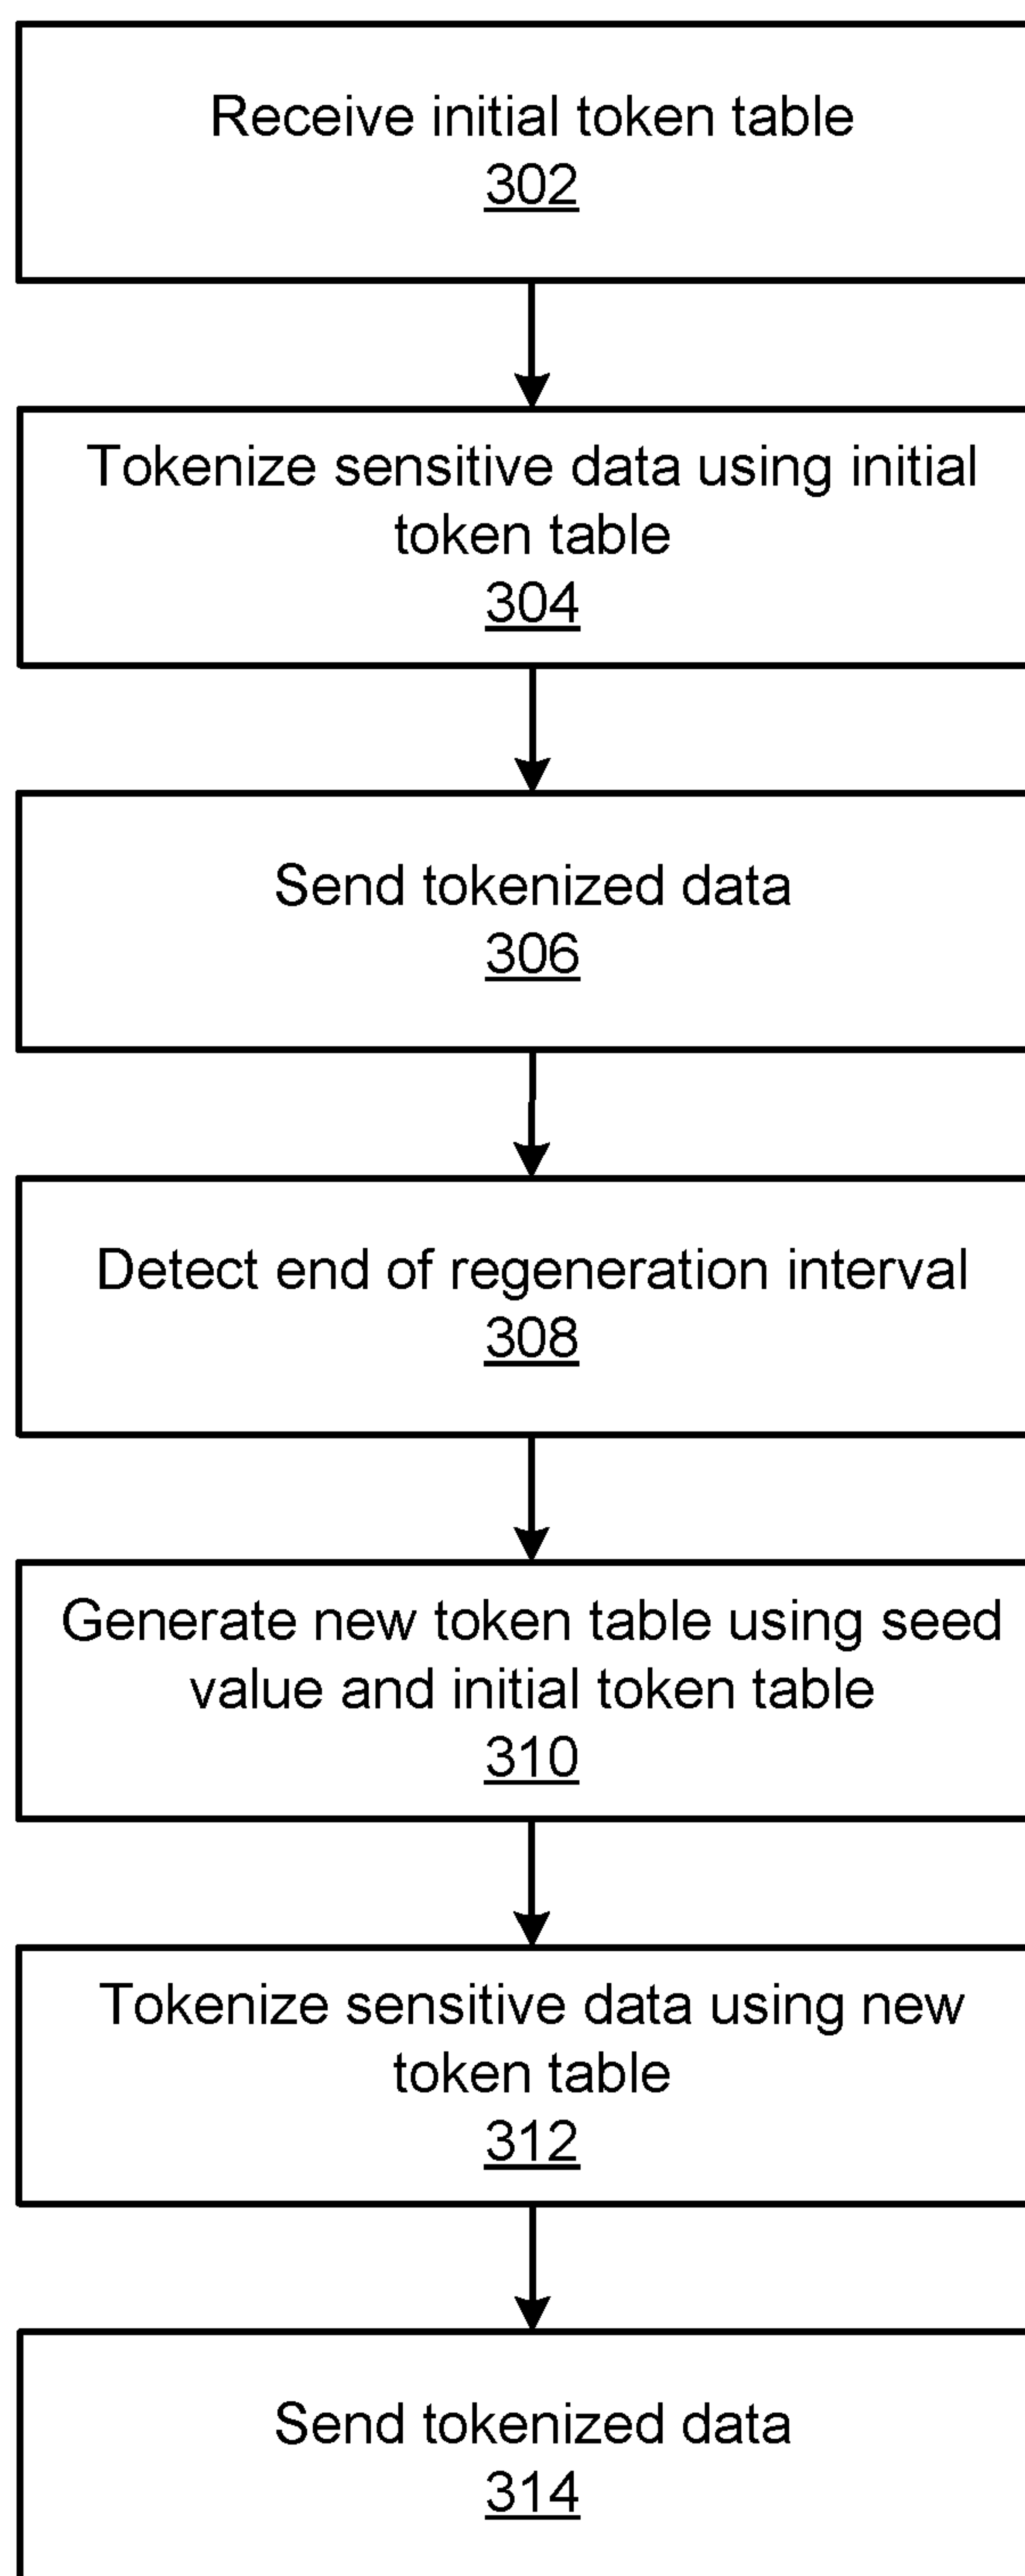 Receive initial token table
302
Tokenize sensitive data using initial
token table
304
Send tokenized data
306
Detect end of regeneration interval
308
Generate new token table using seed
value and initial token table
310
Tokenize sensitive data using new
token table
312
Send tokenized data
314